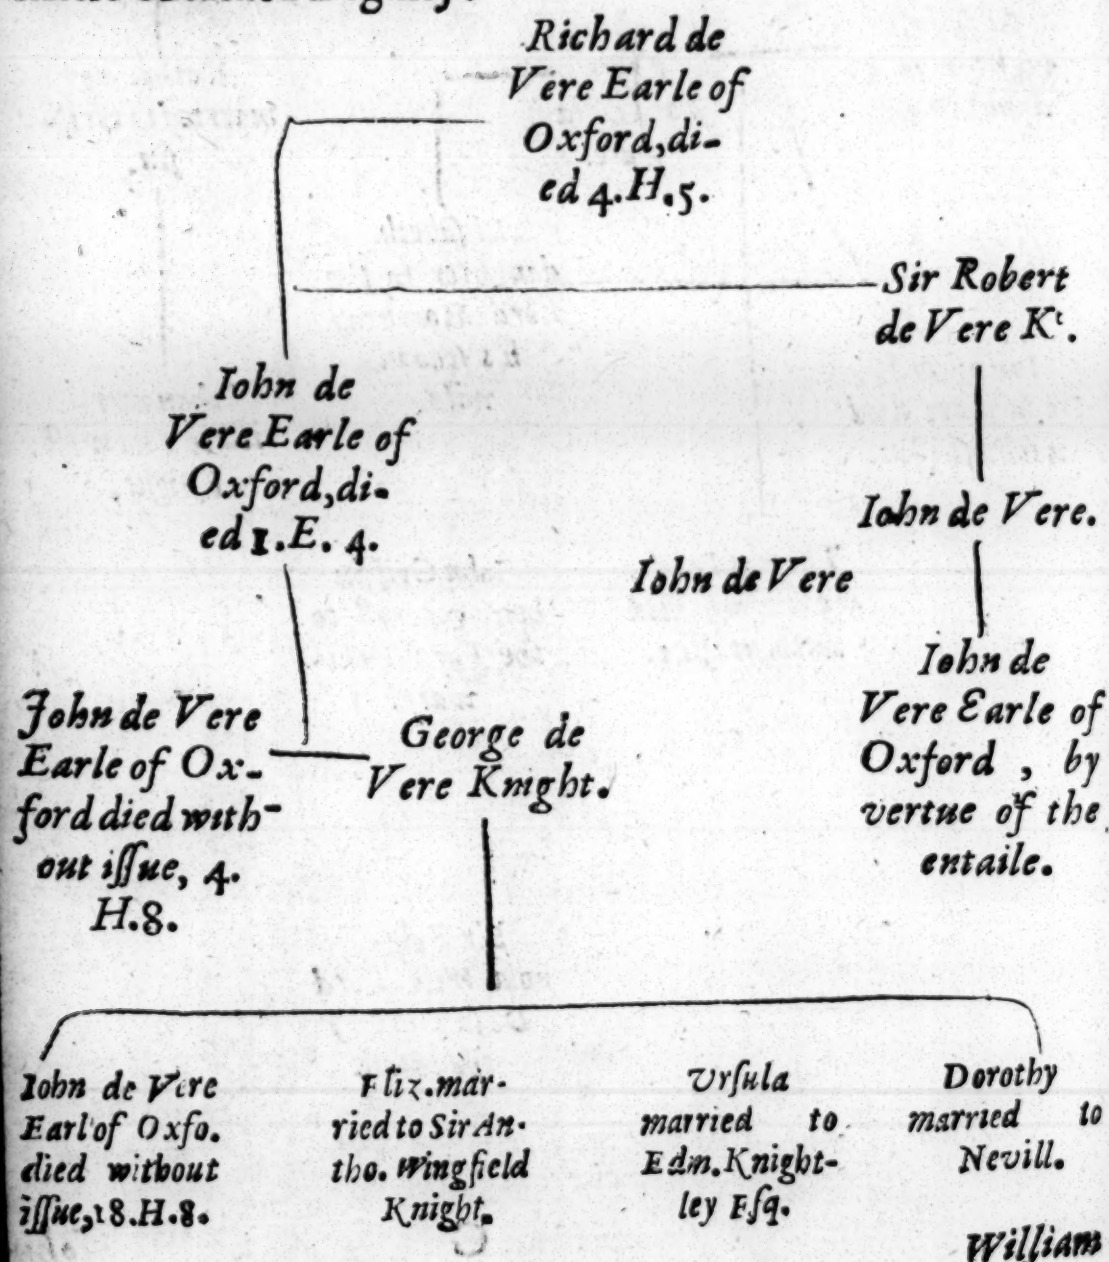 Richard de
Vere Earle of
Oxford, di-
ed 4. H. 5.
Sir Robert
de Vere Kt.
Iohn de
Vere Earle of
Oxford, di-
ed 1. E. 4.
Iohn de Vere.
Iohn de Vere
Iohn de
Vere Earle of
Oxford, by
vertue of the
entaile.
John de Vere
Earle of Ox-
ford died with-
out iſſue, 4.
H. 8.
George de
Vere Knight.
Iohn de Vere
Earl of Oxfo.
died without
iſſue, 18. H. 8.
Eliz. mar-
ried to Sir An-
tho. Wingfield
Knight.
Urſula
married to
Edm. Knight-
ley Eſq.
Dorothy
married to
Nevill.
William